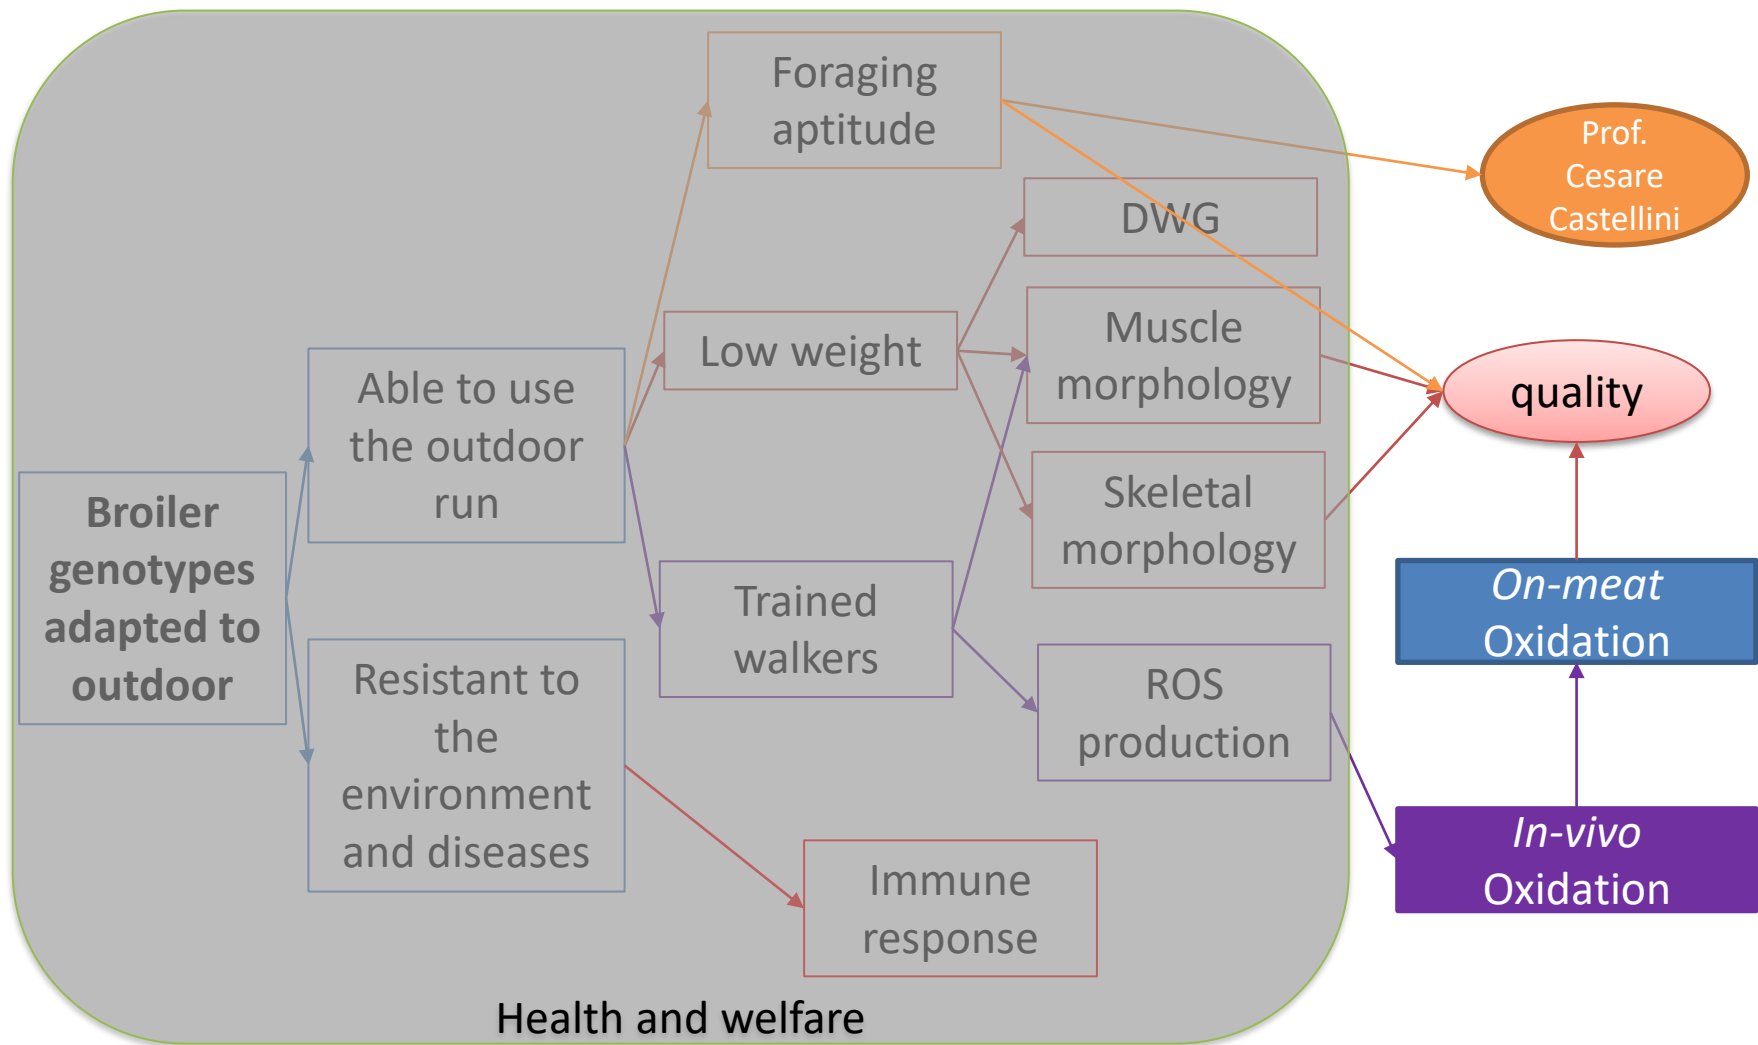 Foraging
aptitude
Prof.
Cesare
Castellini
DWG
Low weight
Muscle
morphology
quality
Able to use
the outdoor
run
Broiler
genotypes
adapted to
outdoor
Skeletal
morphology
Trained
walkers
On-meat
Oxidation
Resistant to
the
environment
and diseases
ROS
production
In-vivo
Oxidation
Immune
response
Health and welfare